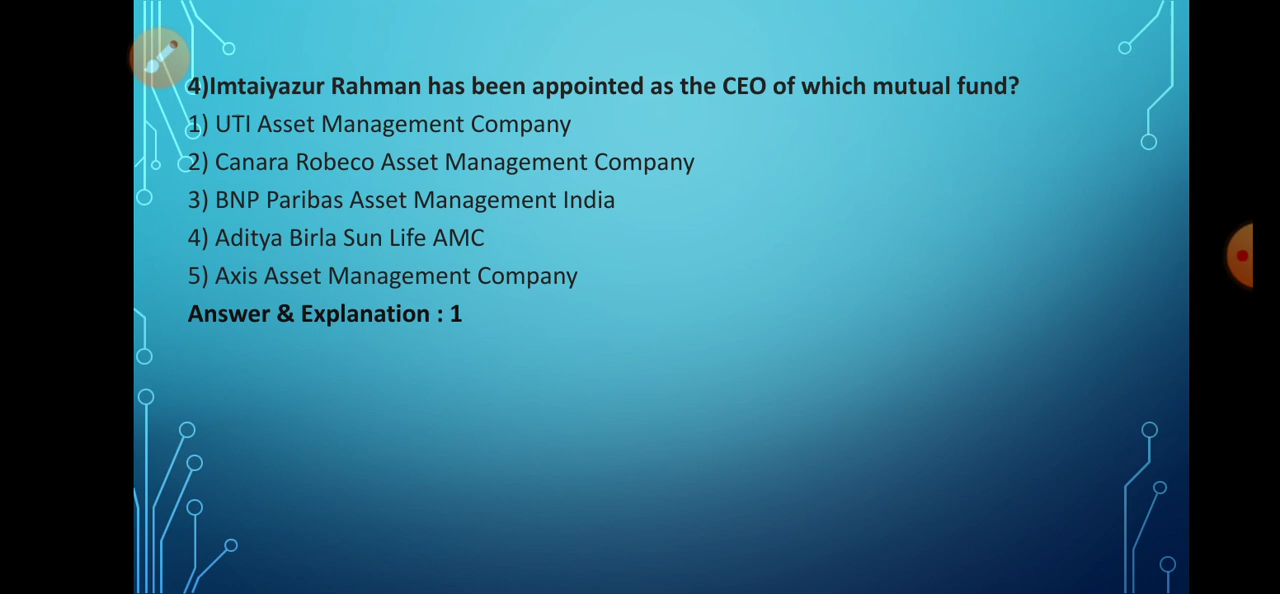 4)Imtaiyazur Rahman has been appointed as the CEO of which mutual fund?
1) UTI Asset Management Company
2) Canara Robeco Asset Management Company
3) BNP Paribas Asset Management India
4) Aditya Birla Sun Life AMC
5) Axis Asset Management Company
Answer & Explanation : 1